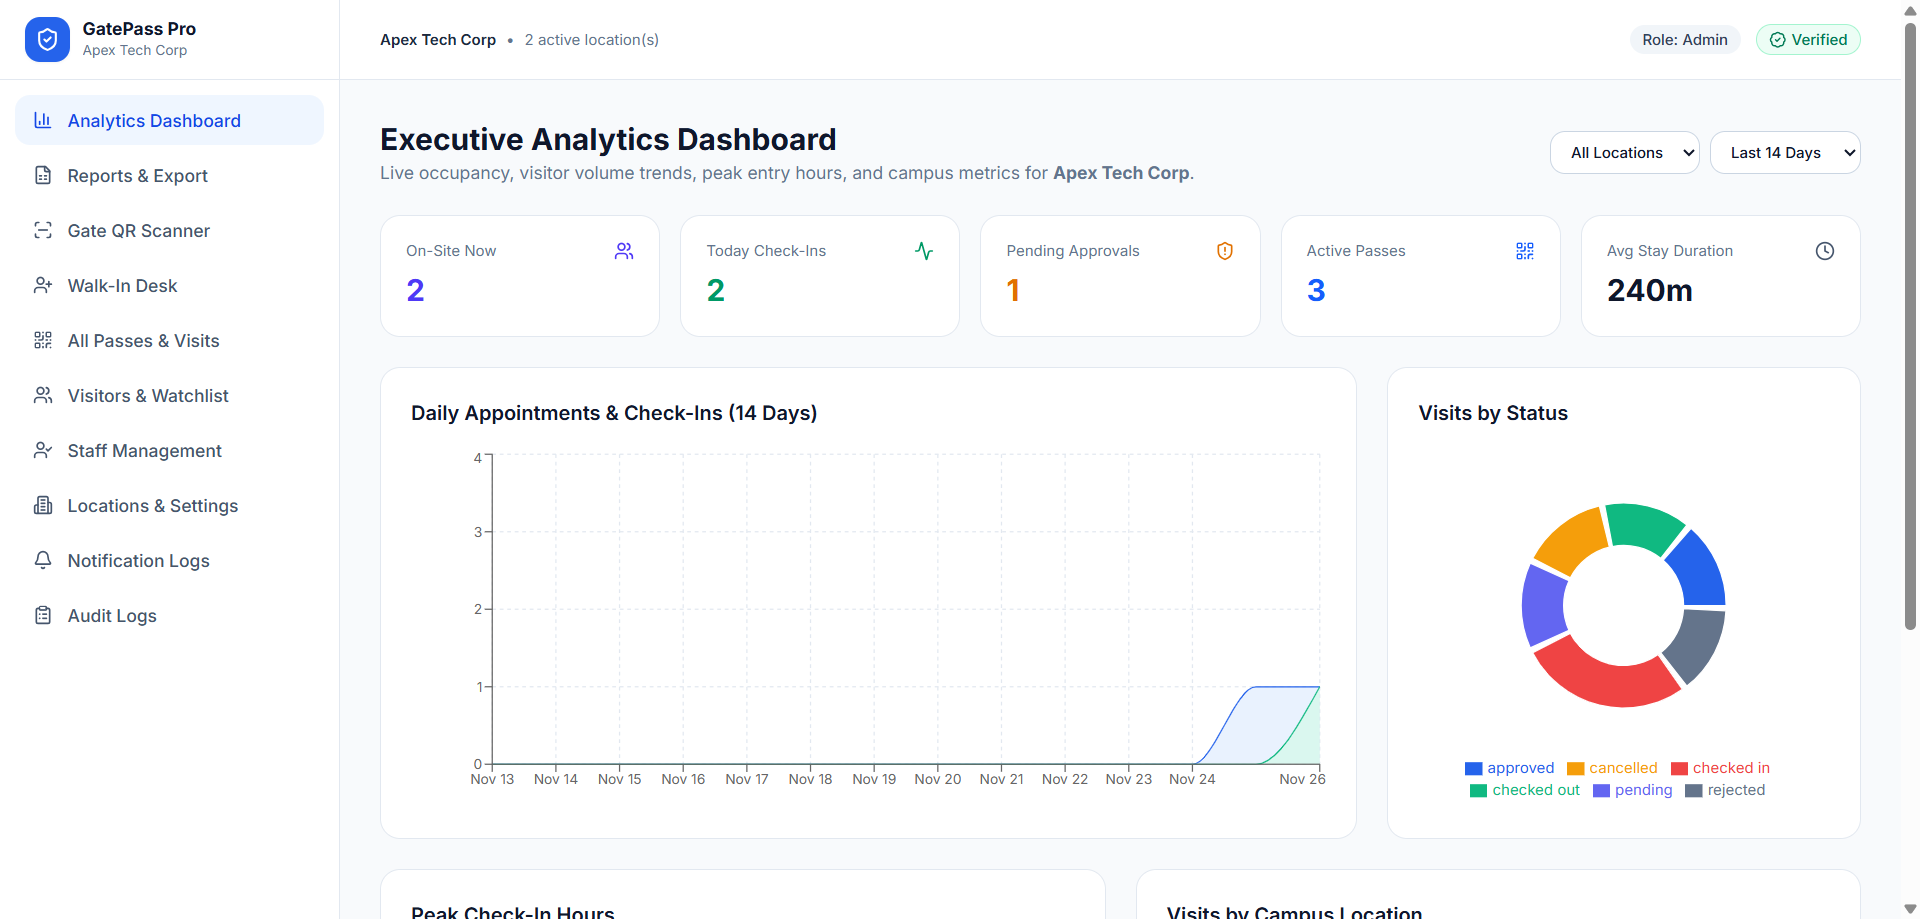 GatePass Pro
Apex Tech Corp
Apex Tech Corp • 2 active location(s)
Role: Admin
Verified
Analytics Dashboard
Reports & Export
Gate QR Scanner
Walk-In Desk
All Passes & Visits
Visitors & Watchlist
Staff Management
Locations & Settings
Notification Logs
Audit Logs
Executive Analytics Dashboard
Live occupancy, visitor volume trends, peak entry hours, and campus metrics for Apex Tech Corp.
All Locations
Last 14 Days
On-Site Now
2
Today Check-Ins
2
Pending Approvals
1
Active Passes
3
Avg Stay Duration
240m
Daily Appointments & Check-Ins (14 Days)
4
3
2
1
0
Nov 13 Nov 14 Nov 15 Nov 16 Nov 17 Nov 18 Nov 19 Nov 20 Nov 21 Nov 22 Nov 23 Nov 24 Nov 26
Visits by Status
approved cancelled checked in
checked out pending rejected
Peak Check-In Hours
Visits by Campus Location